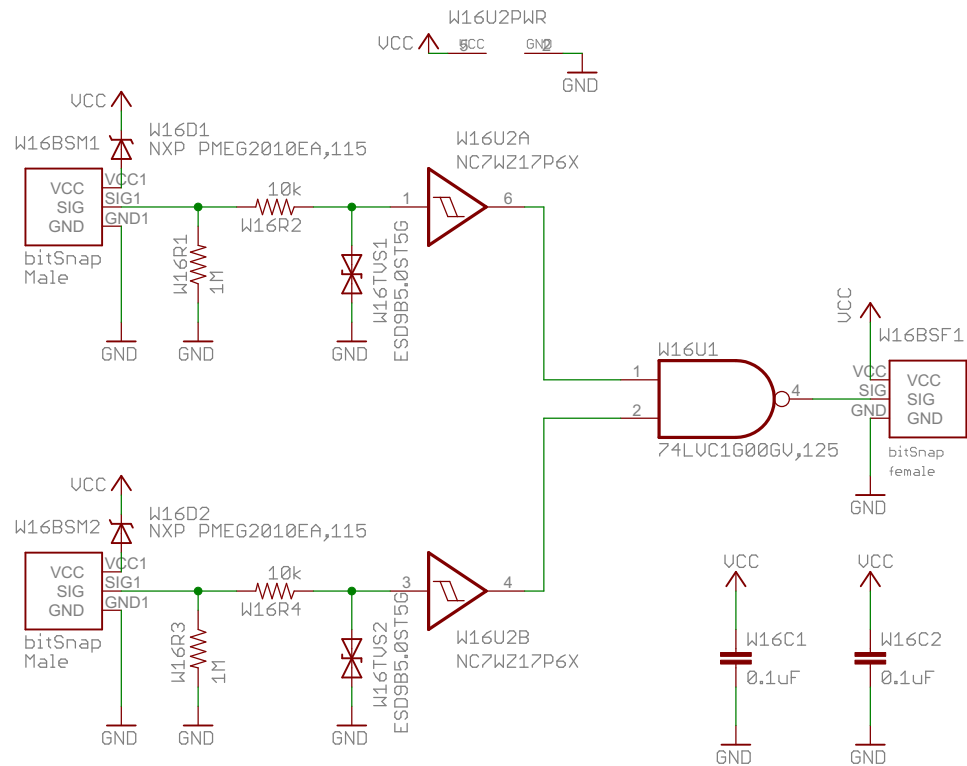 W16U2PWR
VCC
5
VCC
GND
2
GND
VCC
W16D1
NXP PMEG2010EA,115
W16BSM1
VCC
SIG
GND
VCC1
SIG1
GND1
bitSnap
Male
10k
W16R2
W16R1
1M
W16TVS1
ESD9B5.0ST5G
GND
GND
GND
W16U2A
NC7WZ17P6X
1
6
W16U1
1
2
4
74LVC1G00GV,125
VCC
W16BSF1
VCC
SIG
GND
VCC
SIG
GND
bitSnap
female
GND
VCC
W16D2
NXP PMEG2010EA,115
W16BSM2
VCC
SIG
GND
VCC1
SIG1
GND1
bitSnap
Male
10k
W16R4
W16R3
1M
W16TVS2
ESD9B5.0ST5G
GND
GND
GND
3
4
W16U2B
NC7WZ17P6X
VCC
W16C1
0.1uF
GND
VCC
W16C2
0.1uF
GND